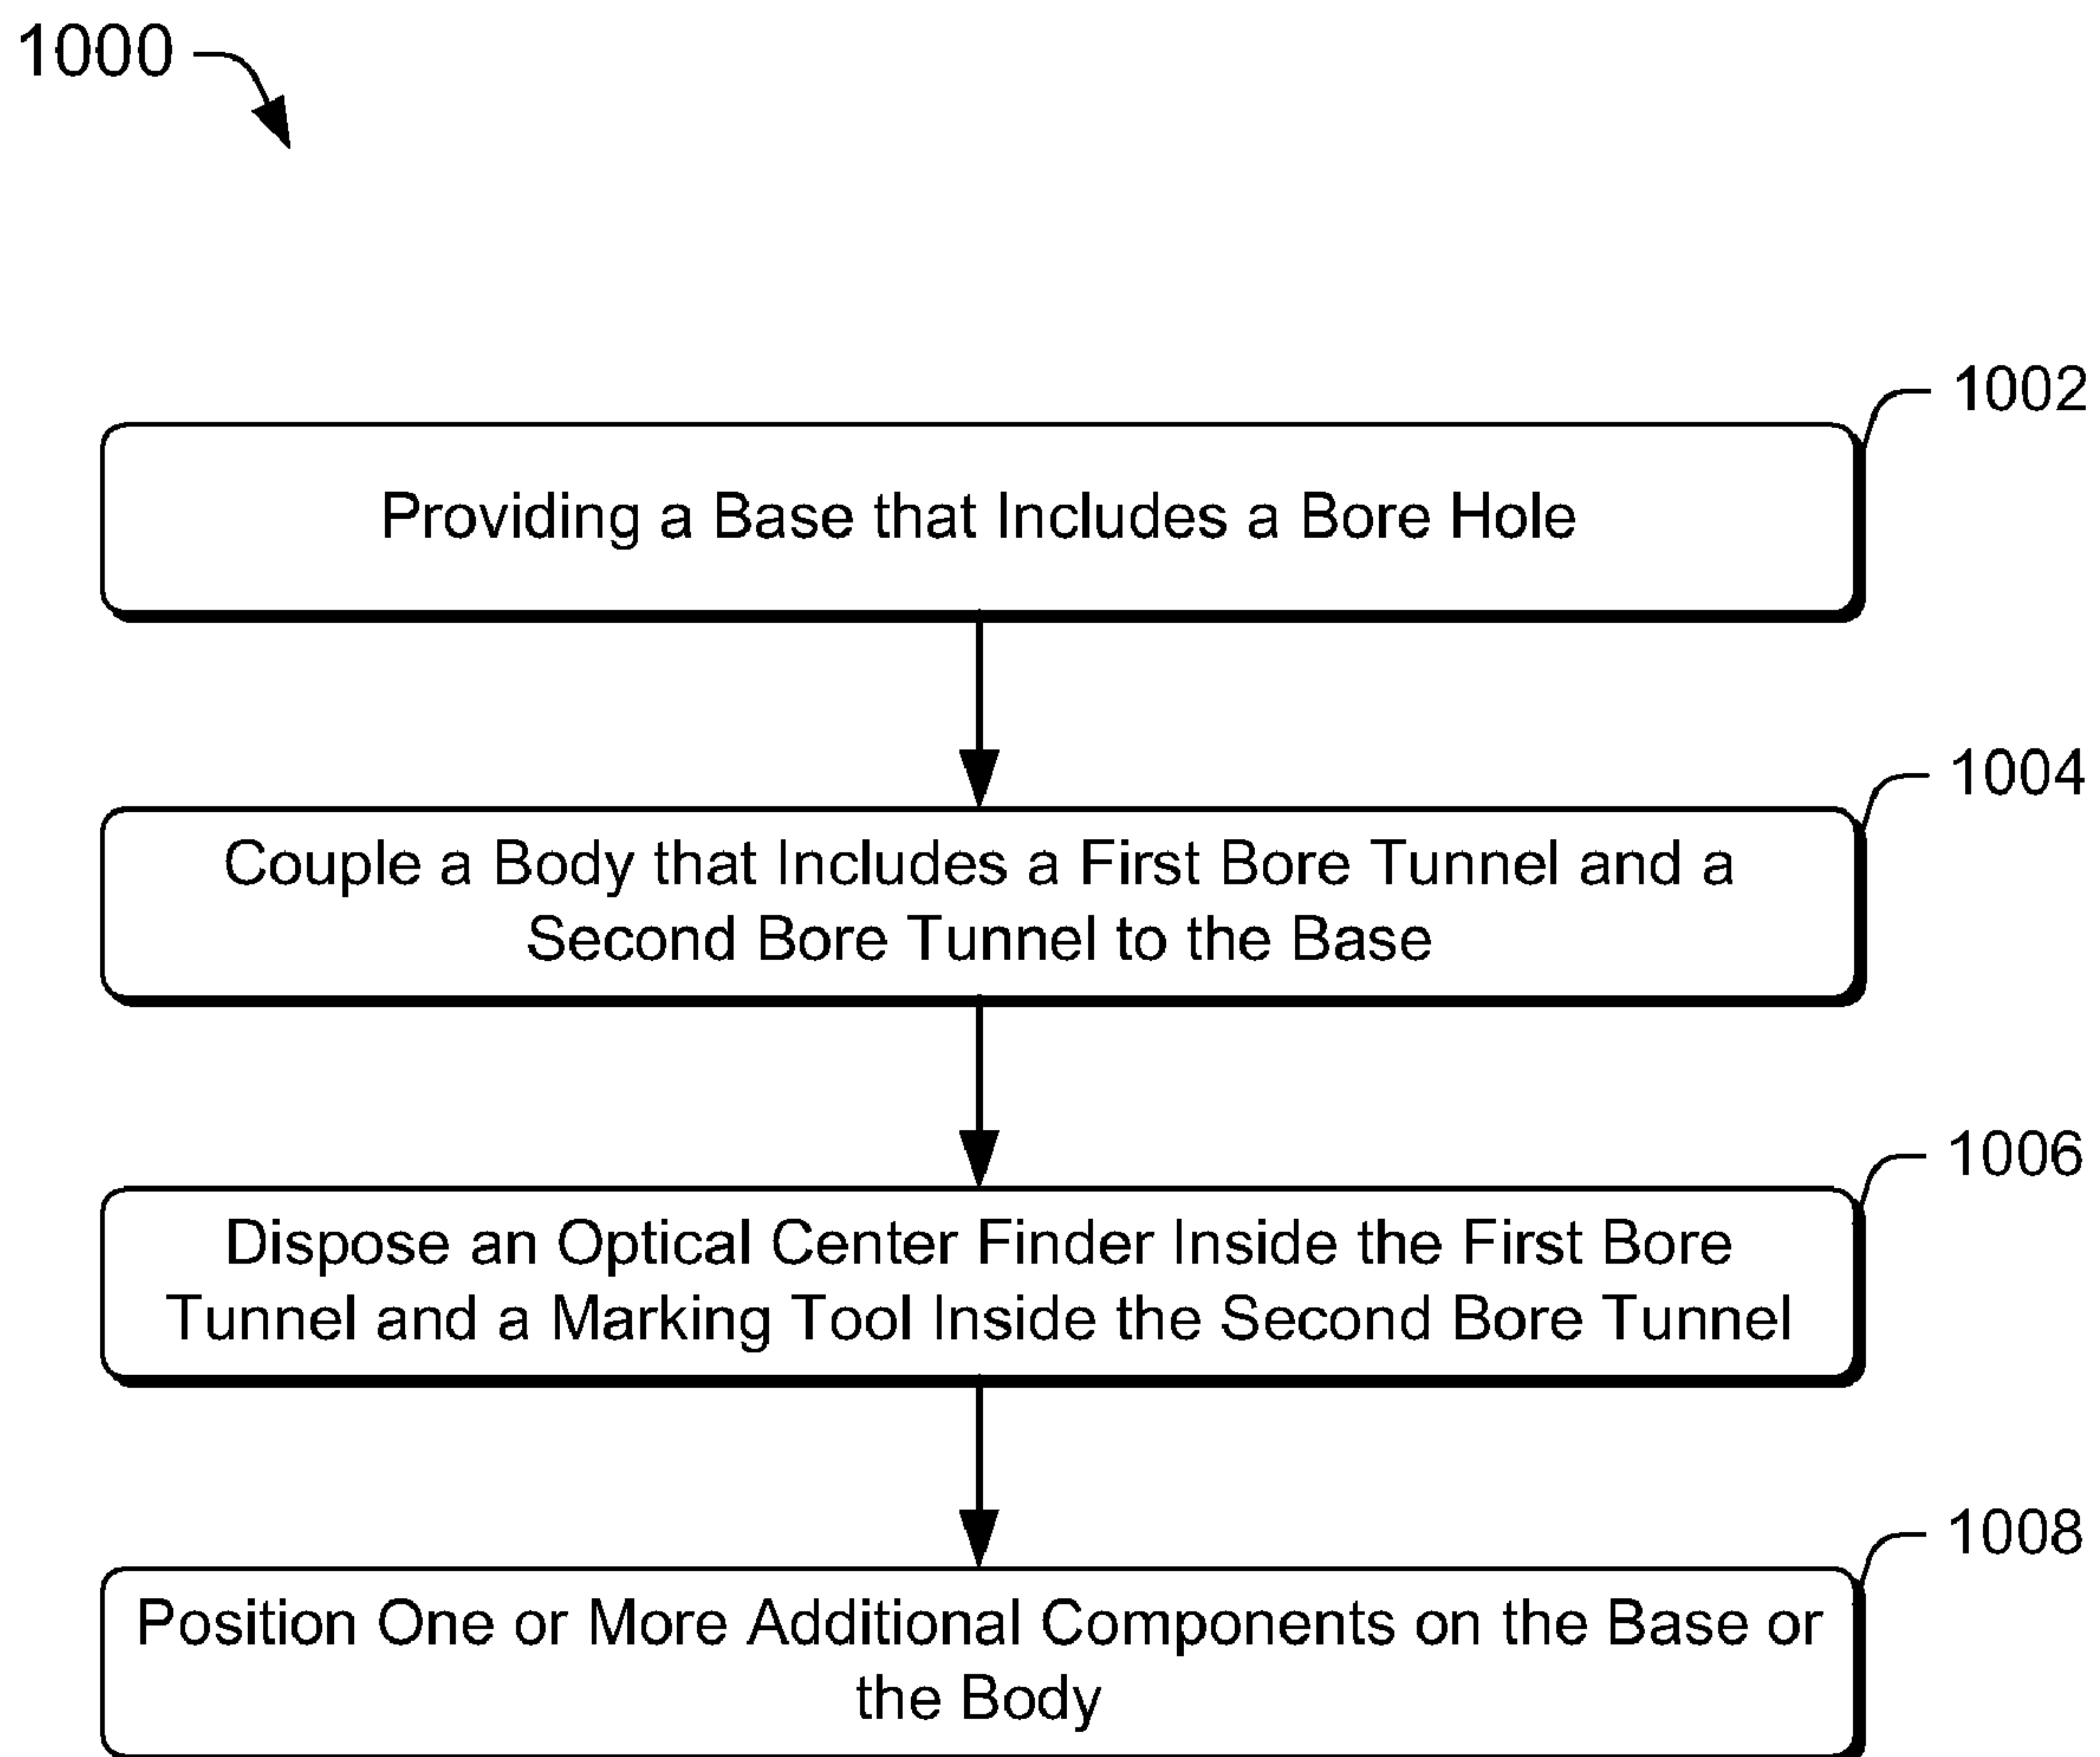 1000
1002
Providing a Base that Includes a Bore Hole
1004
Couple a Body that Includes a First Bore Tunnel and a
Second Bore Tunnel to the Base
1006
Dispose an Optical Center Finder Inside the First Bore
Tunnel and a Marking Tool Inside the Second Bore Tunnel
1008
Position One or More Additional Components on the Base or
the Body